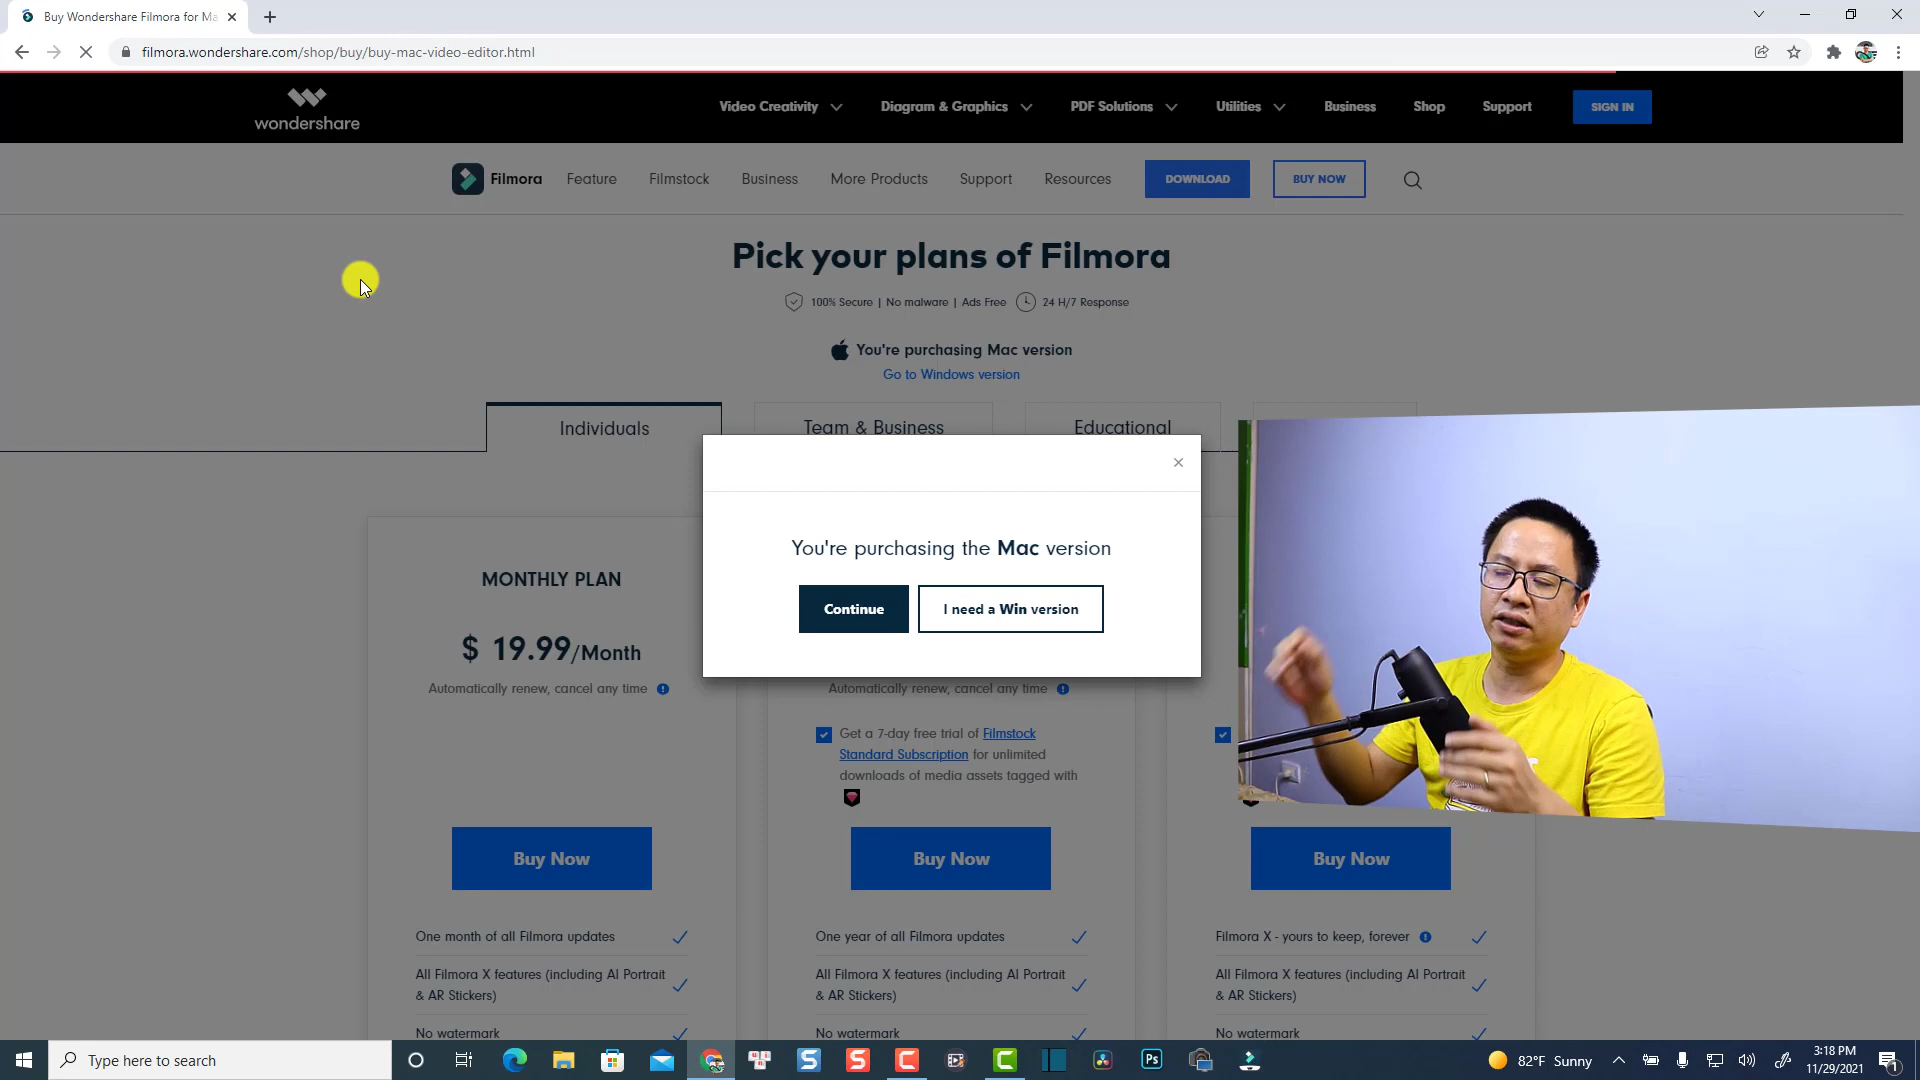 Buy Wondershare Filmora for Ma
filmora.wondershare.com/shop/buy/buy-mac-video-editor.html
wondershare
Video Creativity
Diagram & Graphics
PDF Solutions
Utilities
Business
Shop
Support
SIGN IN
Filmora
Feature
Filmstock
Business
More Products
Support
Resources
DOWNLOAD
BUY NOW
Pick your plans of Filmora
100% Secure | No malware | Ads Free
24 H/7 Response
You're purchasing Mac version
Go to Windows version
Individuals
Team & Business
Educational
You're purchasing the Mac version
Continue
I need a Win version
MONTHLY PLAN
$ 19.99/Month
Automatically renew, cancel any time
Buy Now
One month of all Filmora updates
All Filmora X features (including AI Portrait
& AR Stickers)
No watermark
Automatically renew, cancel any time
Get a 7-day free trial of Filmstock
Standard Subscription for unlimited
downloads of media assets tagged with
Buy Now
One year of all Filmora updates
All Filmora X features (including AI Portrait
& AR Stickers)
No watermark
Buy Now
Filmora X - yours to keep, forever
All Filmora X features (including AI Portrait
& AR Stickers)
No watermark
Type here to search
Ps
82°F Sunny
3:18 PM
11/29/2021
1